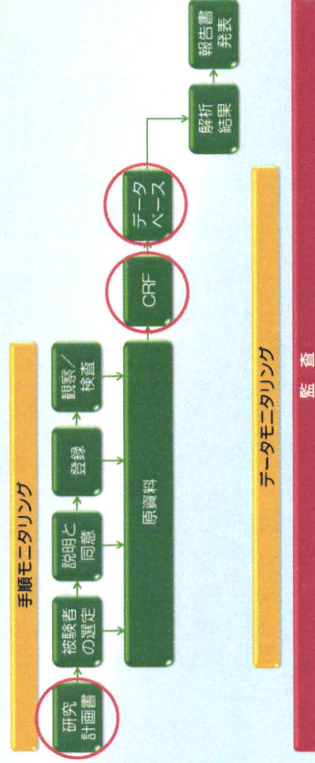 手順モニタリング
研究
計画書
被験者
の選定
説明と
同意
登録
観察/
検査
原資料
CRF
データ
ベース
解析
結果
報告書
発表
データモニタリング
監 査